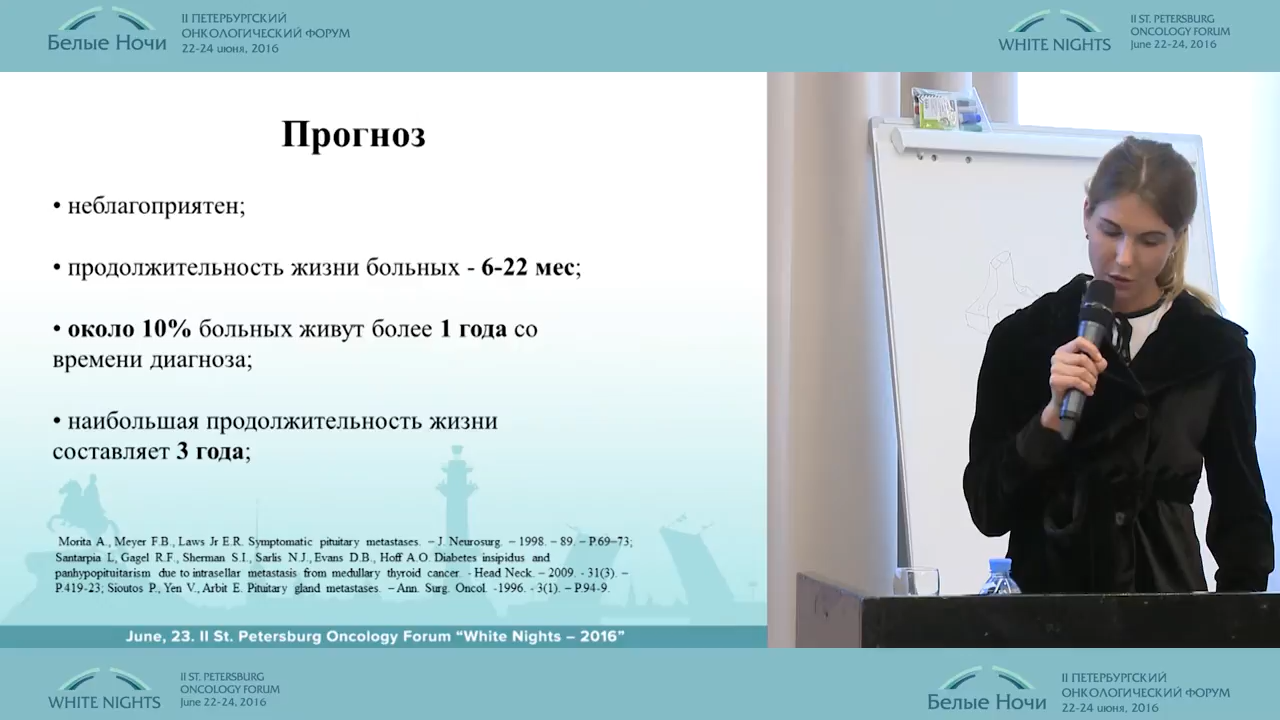 Белые Ночи
II ПЕТЕРБУРГСКИЙ
ОНКОЛОГИЧЕСКИЙ ФОРУМ
22-24 июня, 2016
WHITE NIGHTS
II ST. PETERSBURG
ONCOLOGY FORUM
June 22-24, 2016
Прогноз
• неблагоприятен;
• продолжительность жизни больных - 6-22 мес;
• около 10% больных живут более 1 года со
времени диагноза;
• наибольшая продолжительность жизни
составляет 3 года;
Morita A., Meyer F.B., Laws Jr E.R. Symptomatic pituitary metastases. – J. Neurosurg. – 1998. – 89. – P.69–73;
Santarpia L, Gagel R.F., Sherman S.I., Sarlis N.J., Evans D.B., Hoff A.O. Diabetes insipidus and
panhypopituitarism due to intrasellar metastasis from medullary thyroid cancer. - Head Neck. – 2009. - 31(3). –
P.419-23; Sioutos P., Yen V., Arbit E. Pituitary gland metastases. – Ann. Surg. Oncol. -1996. - 3(1). – P.94-9.
June, 23. II St. Petersburg Oncology Forum “White Nights – 2016”
WHITE NIGHTS
II ST. PETERSBURG
ONCOLOGY FORUM
June 22-24, 2016
Белые Ночи
II ПЕТЕРБУРГСКИЙ
ОНКОЛОГИЧЕСКИЙ ФОРУМ
22-24 июня, 2016